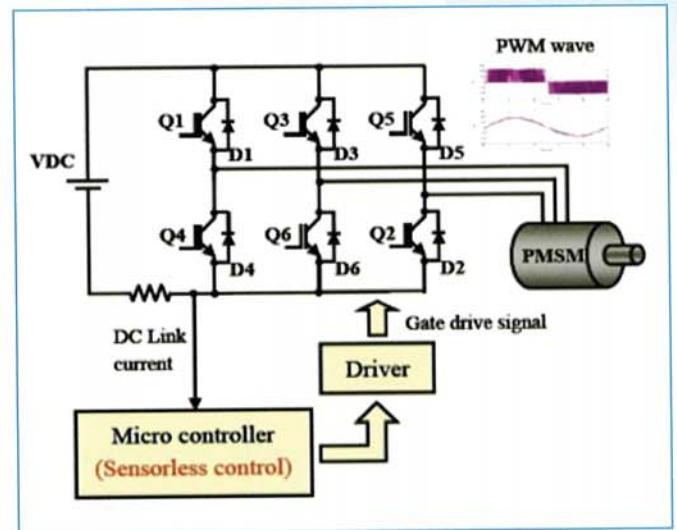 PWM wave
Q1
Q3
Q5
D1
D3
D5
VDC
Q4
Q6
Q2
PMSM
D4
D6
D2
DC Link
current
Gate drive signal
Driver
Micro controller
(Sensorless control)